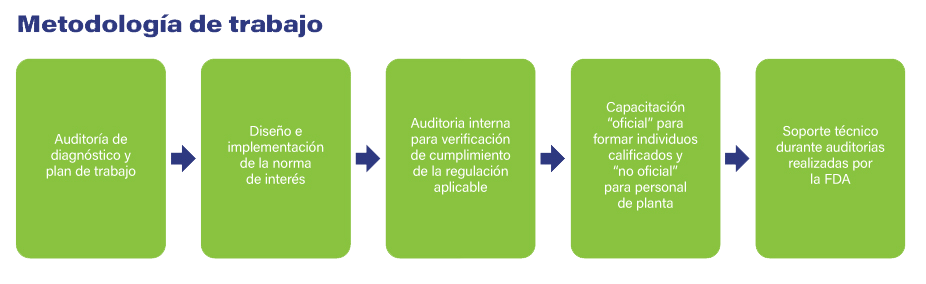 Metodología de trabajo
Auditoría de
diagnóstico y
plan de trabajo
Diseño e
implementación
de la norma
de interés
Auditoria interna
para verificación
de cumplimiento
de la regulación
aplicable
Capacitación
“oficial” para
formar individuos
calificados y
“no oficial”
para personal
de planta
Soporte técnico
durante auditorias
realizadas por
la FDA